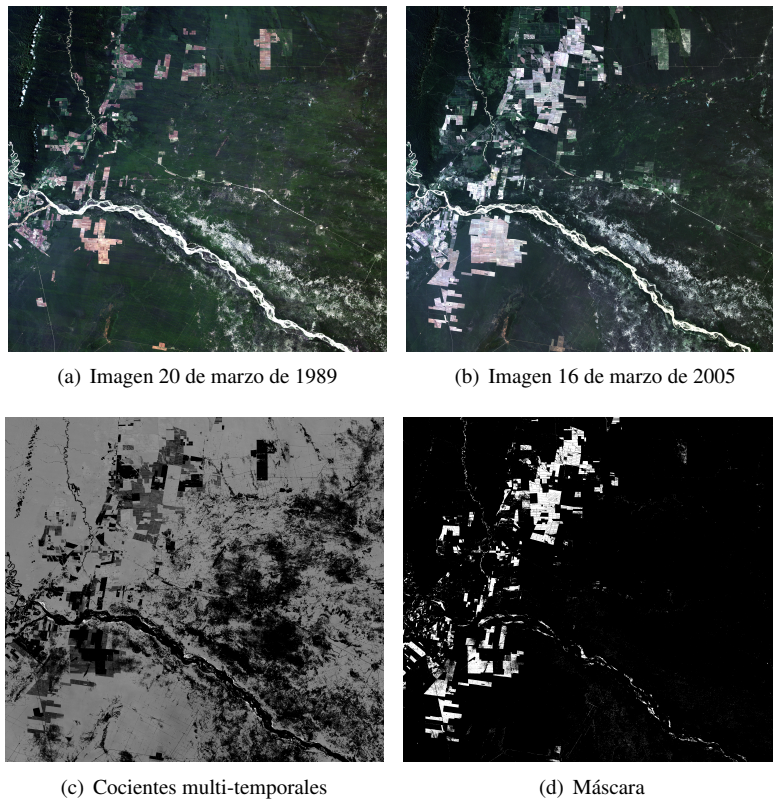 (a) Imagen 20 de marzo de 1989
(b) Imagen 16 de marzo de 2005
(c) Cocientes multi-temporales
(d) Máscara